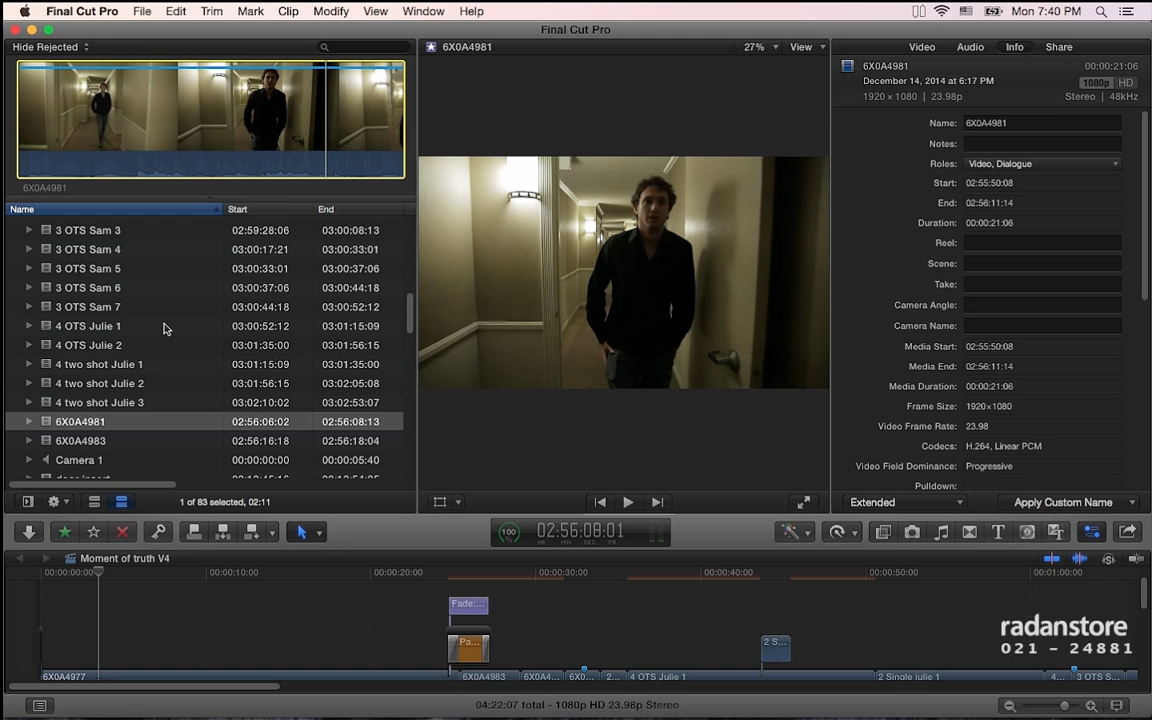 Final Cut Pro File Edit Trim Mark Clip Modify View Window Help Mon 7:40 PM
Final Cut Pro
Hide Rejected
6X0A4981 27% View
Video Audio Info Share
6X0A4981 00:00:21:06
December 14, 2014 at 6:17 PM 1080p HD
1920 × 1080 | 23.98p Stereo | 48kHz
6X0A4981
Name Start End
3 OTS Sam 3 02:59:28:06 03:00:08:13
3 OTS Sam 4 03:00:17:21 03:00:33:01
3 OTS Sam 5 03:00:33:01 03:00:37:06
3 OTS Sam 6 03:00:37:06 03:00:44:18
3 OTS Sam 7 03:00:44:18 03:00:52:12
4 OTS Julie 1 03:00:52:12 03:01:15:09
4 OTS Julie 2 03:01:35:00 03:01:56:15
4 two shot Julie 1 03:01:15:09 03:01:35:00
4 two shot Julie 2 03:01:56:15 03:02:05:08
4 two shot Julie 3 03:02:10:02 03:02:53:07
6X0A4981 02:56:06:02 02:56:08:13
6X0A4983 02:56:16:18 02:56:18:04
Camera 1 00:00:00:00 00:00:05:40
1 of 83 selected, 02:11
Name: 6X0A4981
Notes:
Roles: Video, Dialogue
Start: 02:55:50:08
End: 02:56:11:14
Duration: 00:00:21:06
Reel:
Scene:
Take:
Camera Angle:
Camera Name:
Media Start: 02:55:50:08
Media End: 02:56:11:14
Media Duration: 00:00:21:06
Frame Size: 1920×1080
Video Frame Rate: 23.98
Codecs: H.264, Linear PCM
Video Field Dominance: Progressive
Pulldown:
Extended Apply Custom Name
100 02:56:08:01
HR MIN SEC FR
Moment of truth V4
00:00:00:00 00:00:10:00 00:00:20:00 00:00:30:00 00:00:40:00 00:00:50:00 00:01:00:00
Fade:...
Pa... 2 S...
6X0A4977 6X0A4983 6X0A4... 6X0... 2... 4 OTS Julie 1 2 Single julie 1 4... 3 OTS S...
radanstore
021 - 24881
04:22:07 total - 1080p HD 23.98p Stereo